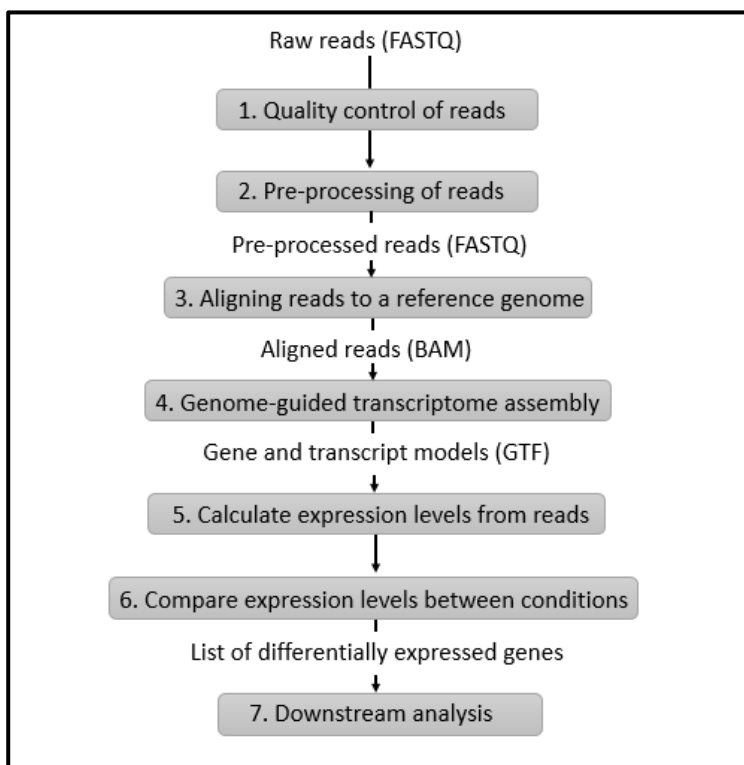 Raw reads (FASTQ)
1. Quality control of reads
2. Pre-processing of reads
Pre-processed reads (FASTQ)
3. Aligning reads to a reference genome
Aligned reads (BAM)
4. Genome-guided transcriptome assembly
Gene and transcript models (GTF)
5. Calculate expression levels from reads
6. Compare expression levels between conditions
List of differentially expressed genes
7. Downstream analysis